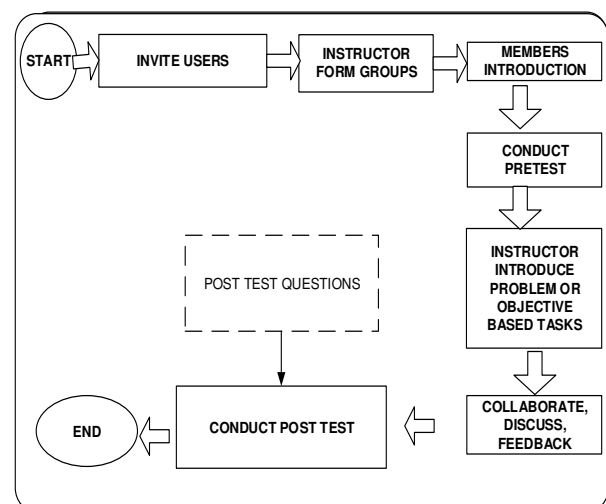 START
INVITE USERS
INSTRUCTOR
FORM GROUPS
MEMBERS
INTRODUCTION
CONDUCT
PRETEST
INSTRUCTOR
INTRODUCE
PROBLEM OR
OBJECTIVE
BASED TASKS
COLLABORATE,
DISCUSS,
FEEDBACK
POST TEST QUESTIONS
CONDUCT POST TEST
END